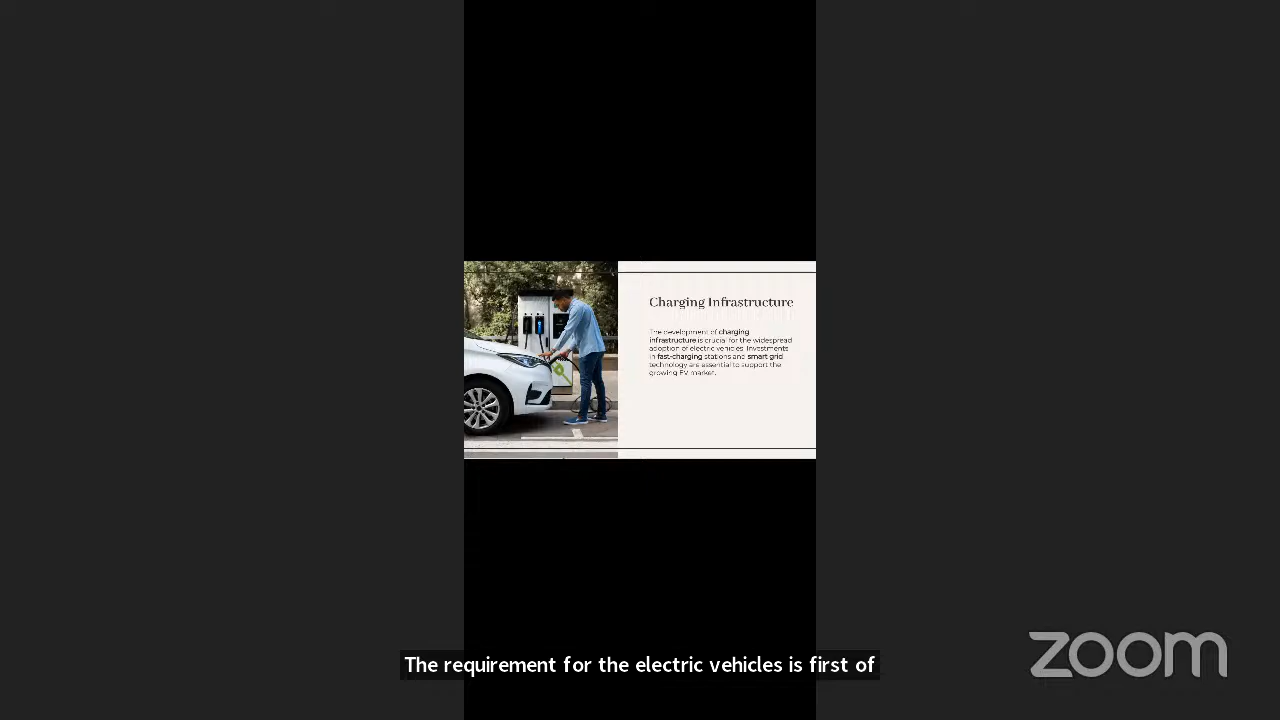 Charging Infrastructure
The development of charging
infrastructure is crucial for the widespread
adoption of electric vehicles. Investments
in fast-charging stations and smart grid
technology are essential to support the
growing EV market.
The requirement for the electric vehicles is first of
zoom